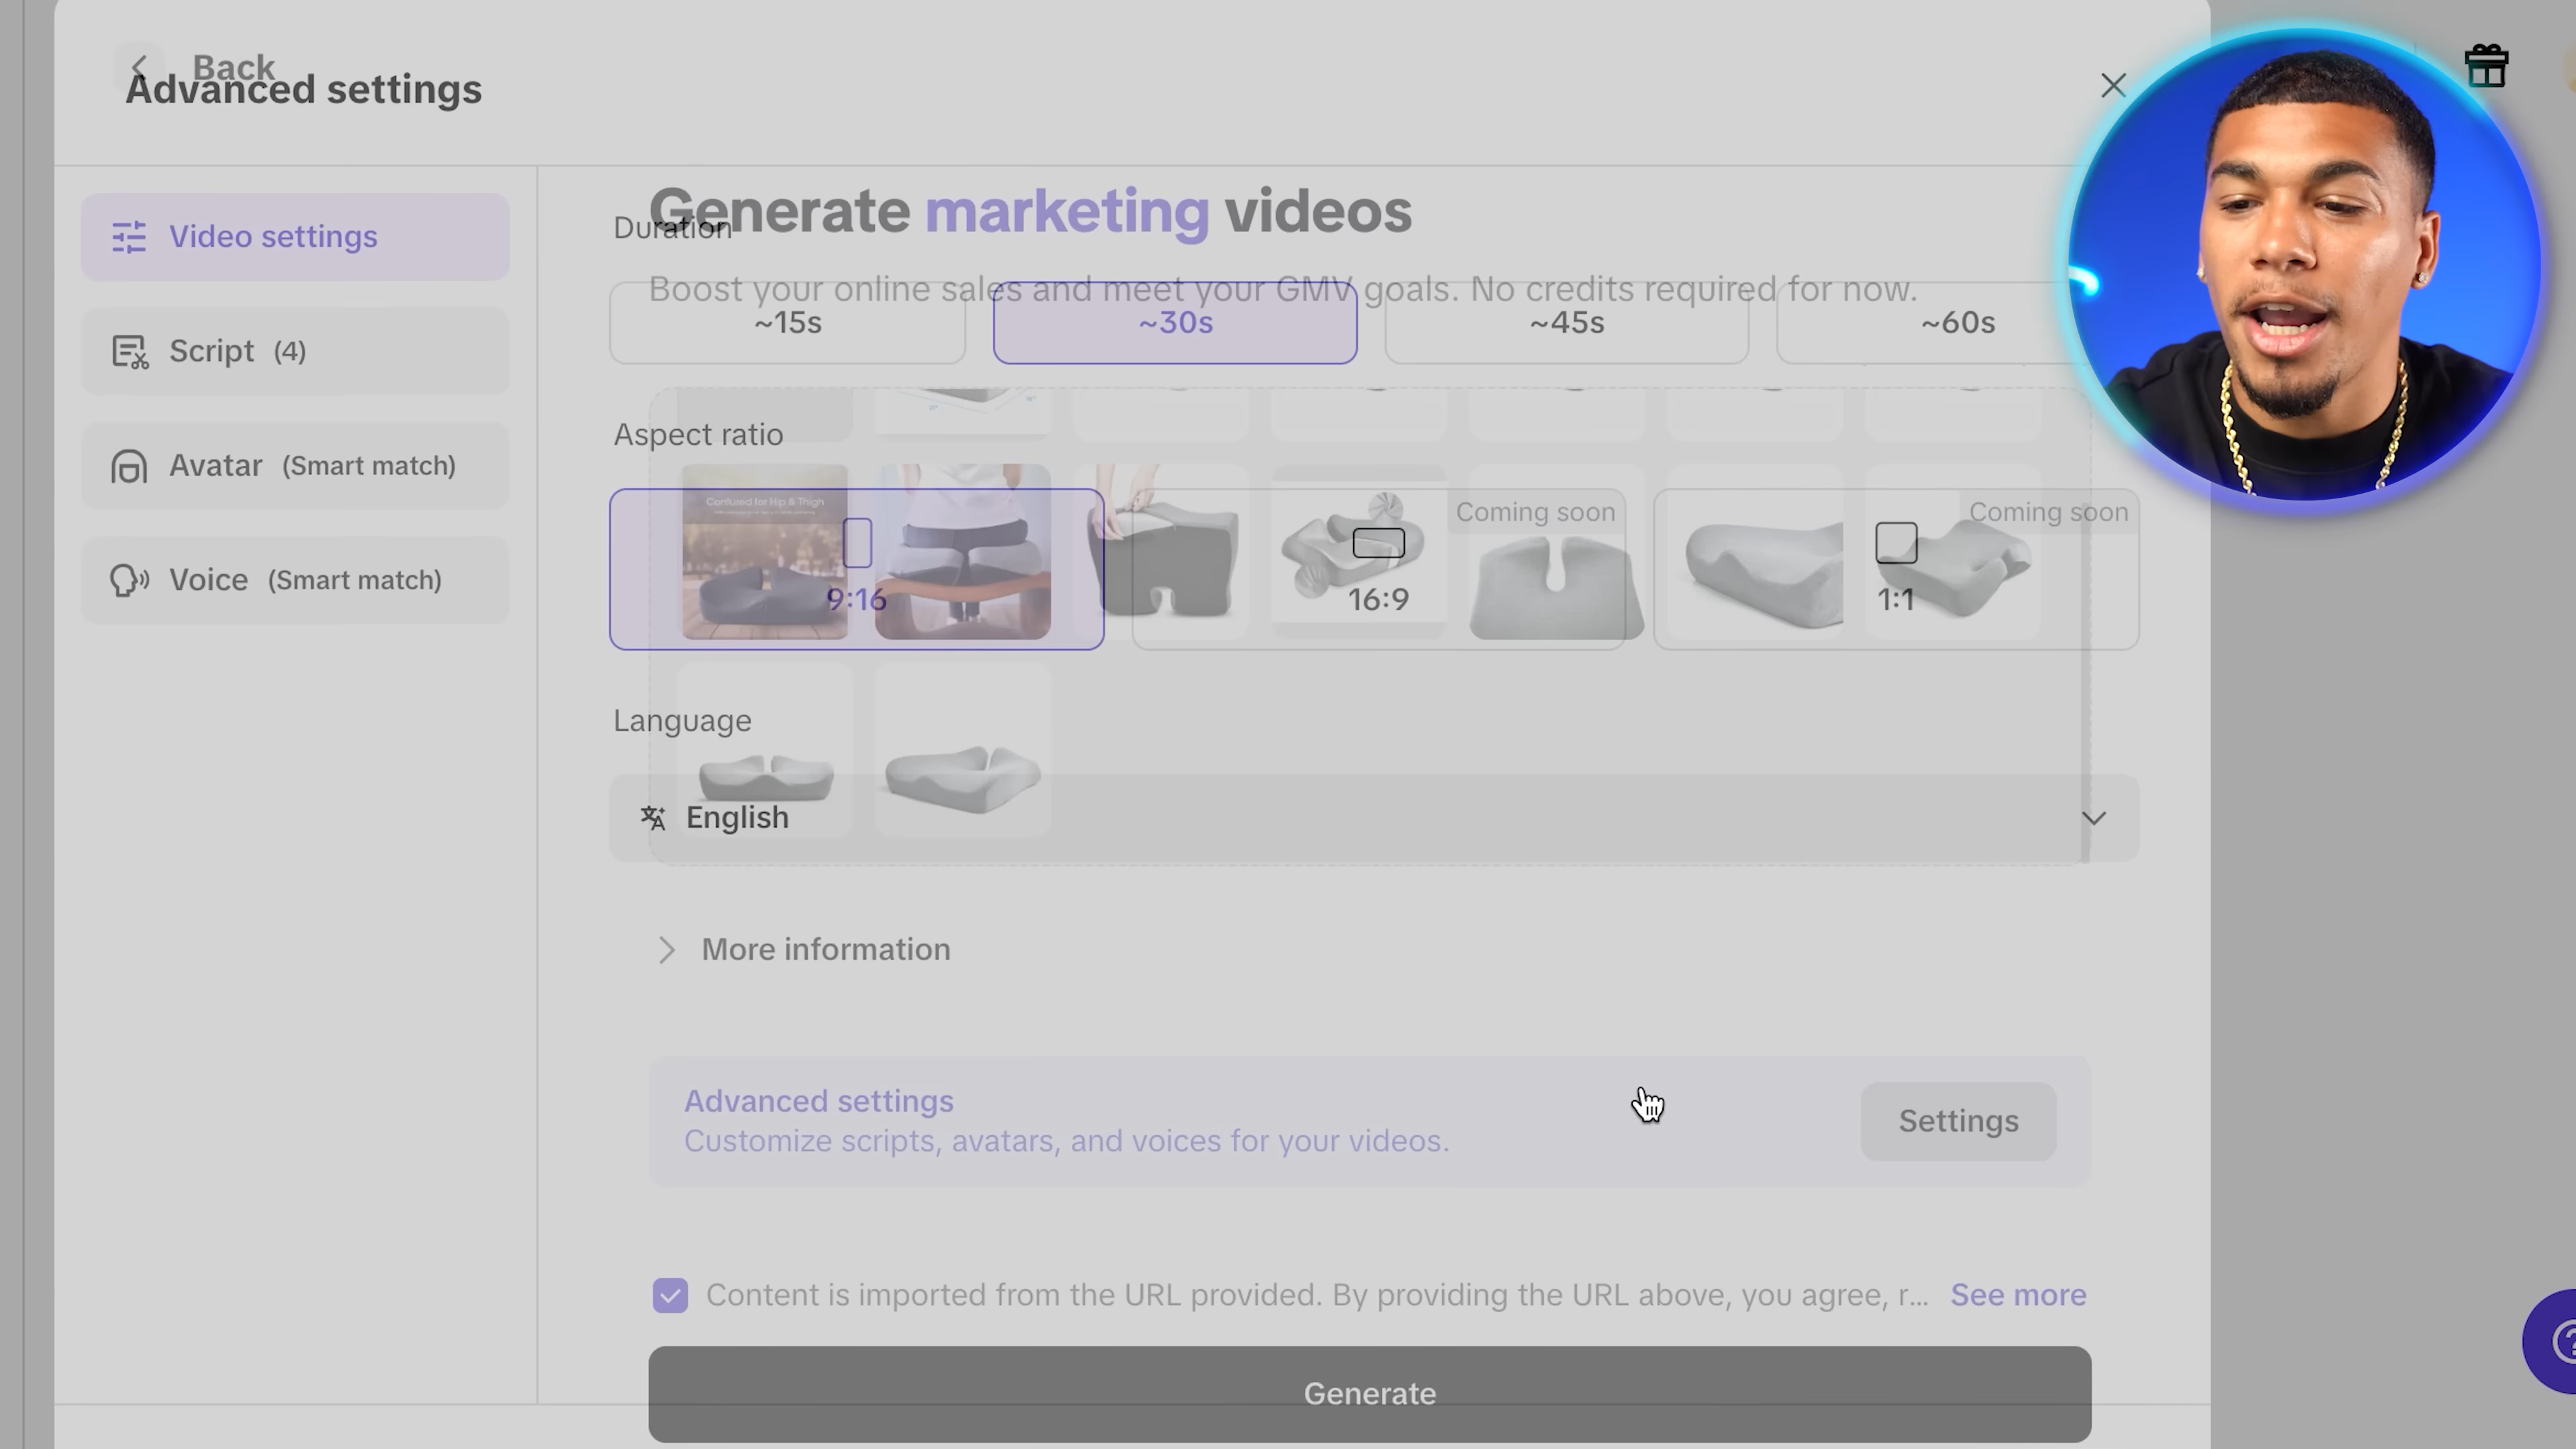 Back
Advanced settings
Video settings
Script (4)
Avatar (Smart match)
Voice (Smart match)
Generate marketing videos
Duration
Boost your online sales and meet your GMV goals. No credits required for now.
~15s
~30s
~45s
~60s
Aspect ratio
Contured for Hip & Thigh
9:16
Coming soon
16:9
Coming soon
1:1
Language
English
More information
Advanced settings
Customize scripts, avatars, and voices for your videos.
Settings
Content is imported from the URL provided. By providing the URL above, you agree, r...
See more
Generate